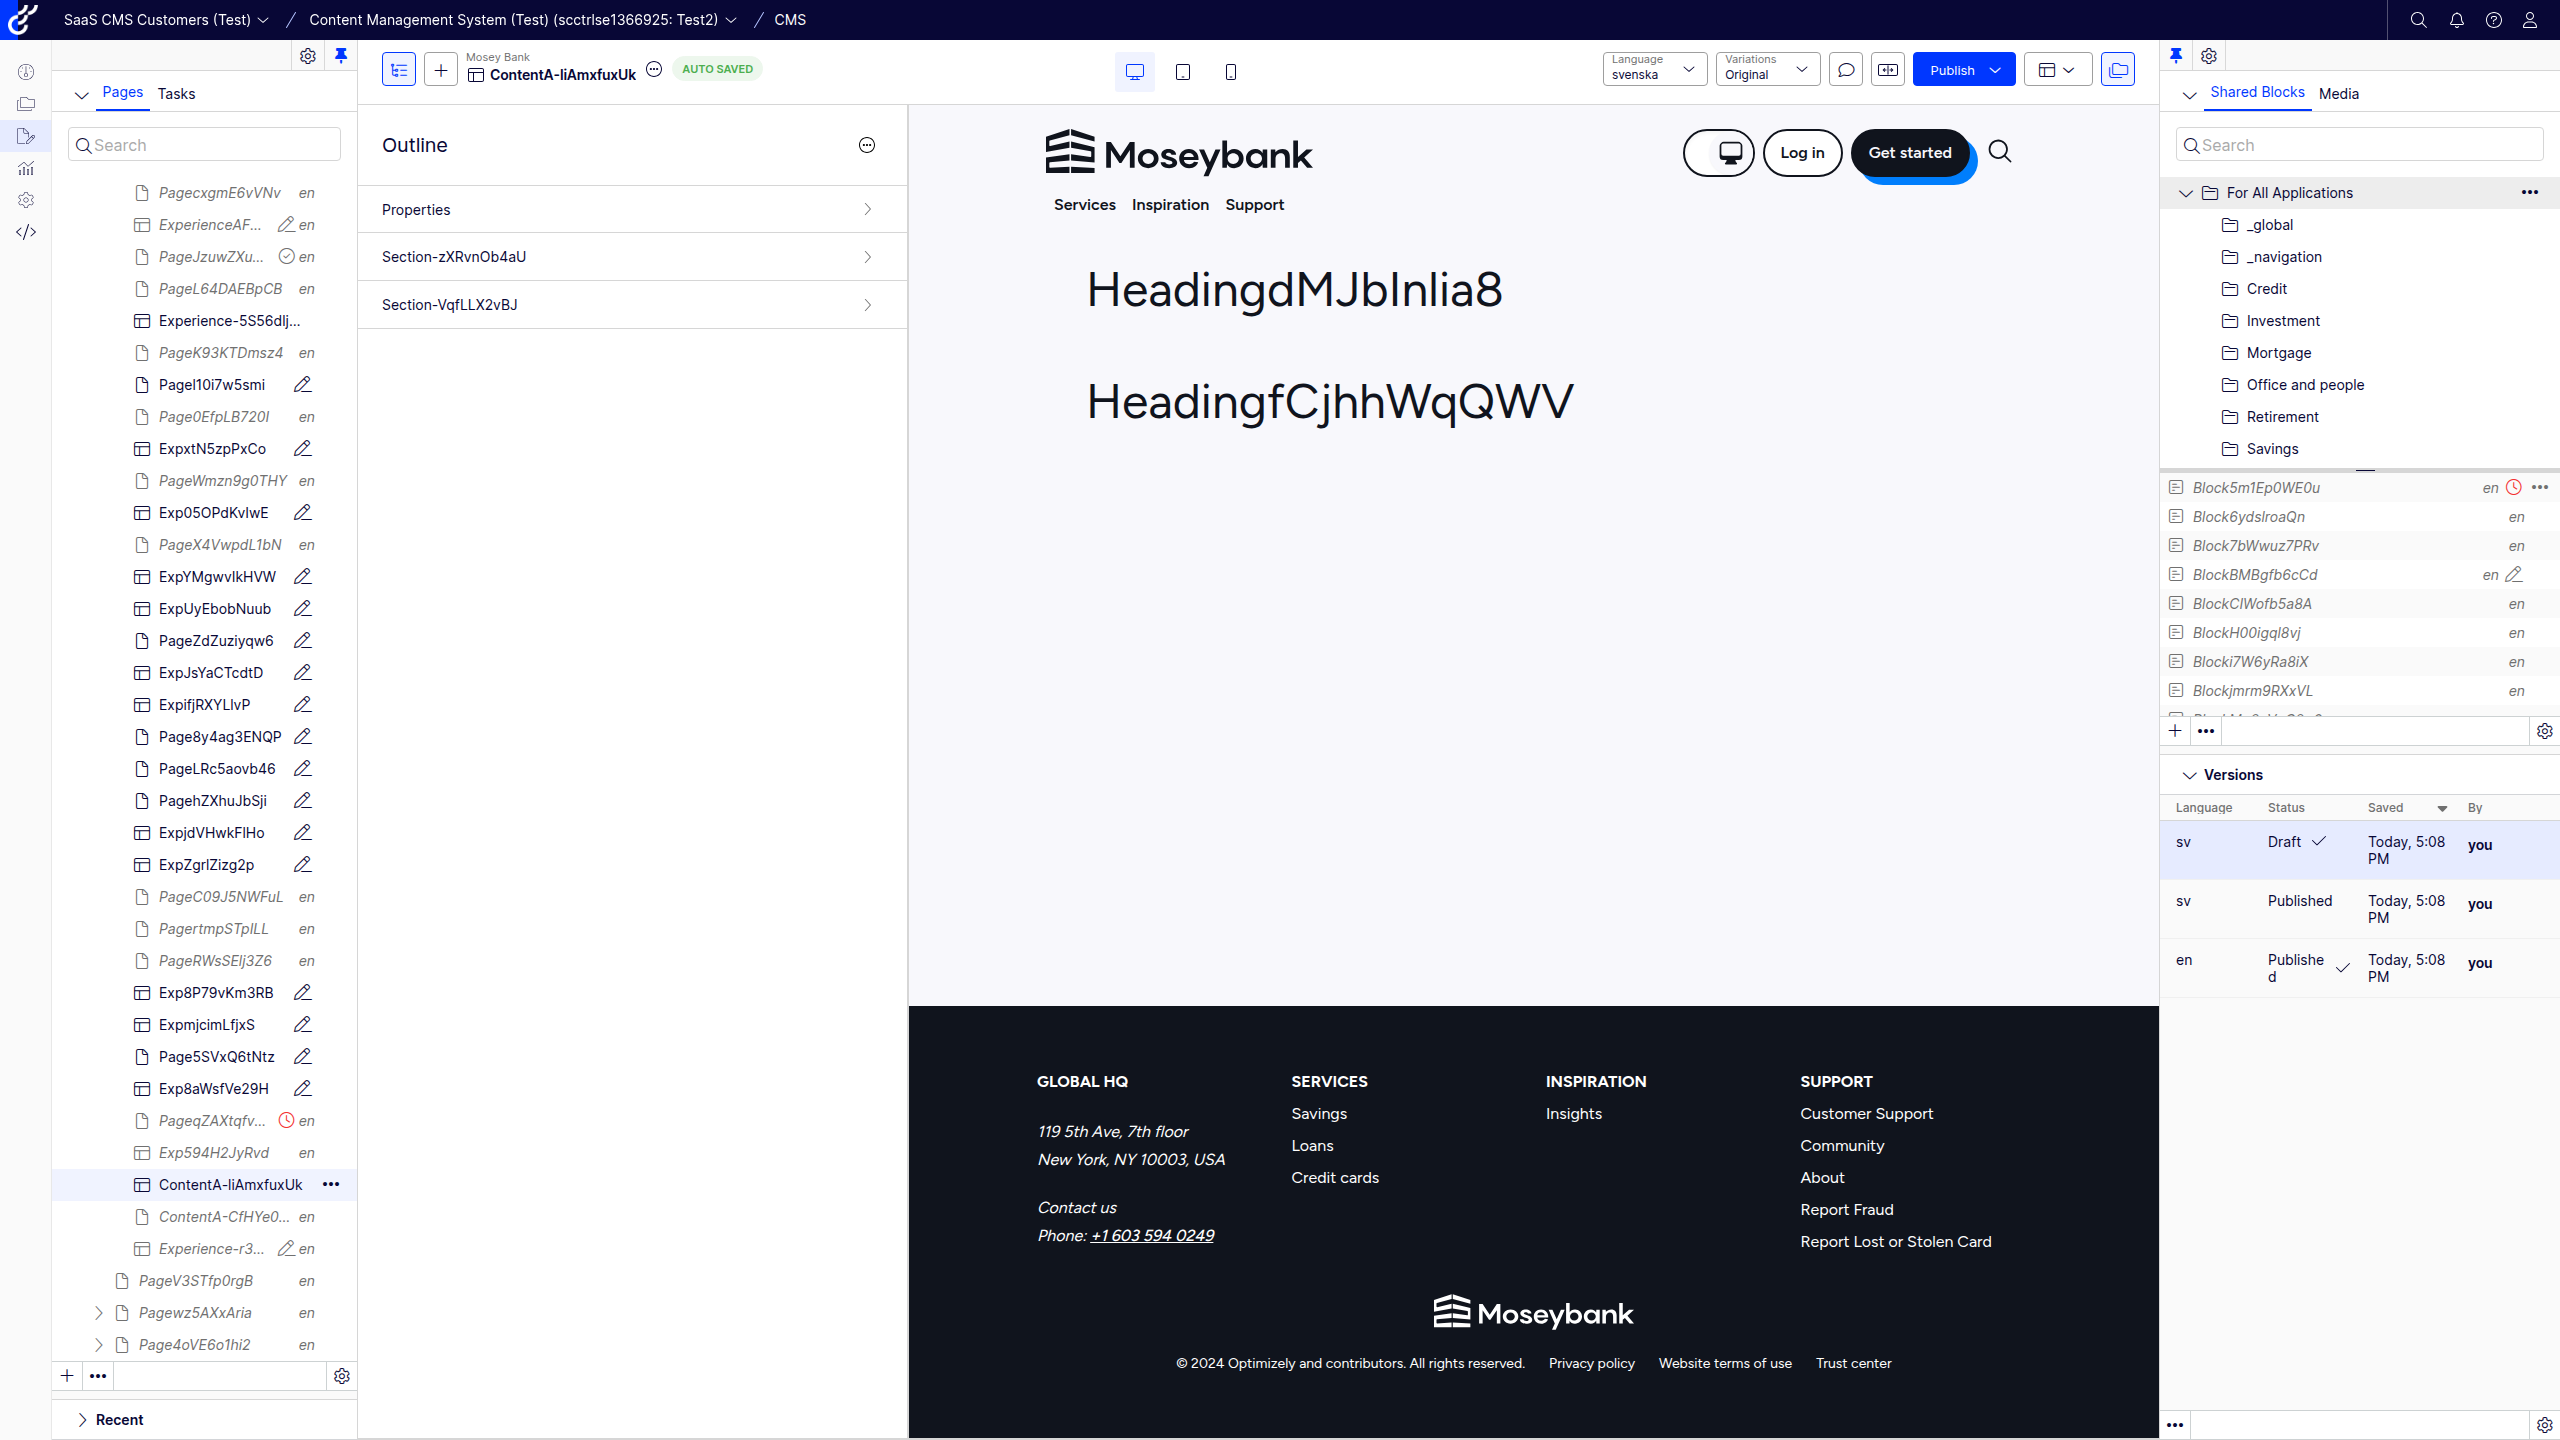 SaaS CMS Customers (Test)
Content Management System (Test) (scctrlse1366925: Test2)
CMS
Pages
Tasks
Search
PagecxgmE6vVNv en
ExperienceAF... en
PageJzuwZXu... en
PageL64DAEBpCB en
Experience-5S56dlj...
PageK93KTDmsz4 en
Pagel10i7w5smi
Page0EfpLB720I en
ExpxtN5zpPxCo
PageWmzn9g0THY en
Exp05OPdKvIwE
PageX4VwpdL1bN en
ExpYMgwvIkHVW
ExpUyEbobNuub
PageZdZuziyqw6
ExpJsYaCTcdtD
ExpifjRXYLlvP
Page8y4ag3ENQP
PageLRc5aovb46
PagehZXhuJbSji
ExpjdVHwkFlHo
ExpZgrlZizg2p
PageC09J5NWFuL en
PagertmpSTpILL en
PageRWsSElj3Z6 en
Exp8P79vKm3RB
ExpmjcimLfjxS
Page5SVxQ6tNtz
Exp8aWsfVe29H
PageqZAXtqfv... en
Exp594H2JyRvd en
ContentA-liAmxfuxUk
ContentA-CfHYe0... en
Experience-r3... en
PageV3STfp0rgB en
Pagewz5AXxAria en
Page4oVE6o1hi2 en
Recent
Mosey Bank
ContentA-liAmxfuxUk
AUTO SAVED
Language
svenska
Variations
Original
Publish
Outline
Properties
Section-zXRvnOb4aU
Section-VqfLLX2vBJ
Moseybank
Log in
Get started
Services Inspiration Support
HeadingdMJbInlia8
HeadingfCjhhWqQWV
GLOBAL HQ
119 5th Ave, 7th floor
New York, NY 10003, USA
Contact us
Phone: +1 603 594 0249
SERVICES
Savings
Loans
Credit cards
INSPIRATION
Insights
SUPPORT
Customer Support
Community
About
Report Fraud
Report Lost or Stolen Card
Moseybank
© 2024 Optimizely and contributors. All rights reserved. Privacy policy Website terms of use Trust center
Shared Blocks
Media
Search
For All Applications
_global
_navigation
Credit
Investment
Mortgage
Office and people
Retirement
Savings
Block5m1Ep0WE0u en
Block6ydslroaQn en
Block7bWwuz7PRv en
BlockBMBgfb6cCd en
BlockClWofb5a8A en
BlockH00igql8vj en
Blocki7W6yRa8iX en
Blockjmrm9RXxVL en
Versions
Language Status Saved By
sv Draft Today, 5:08 PM you
sv Published Today, 5:08 PM you
en Published Today, 5:08 PM you